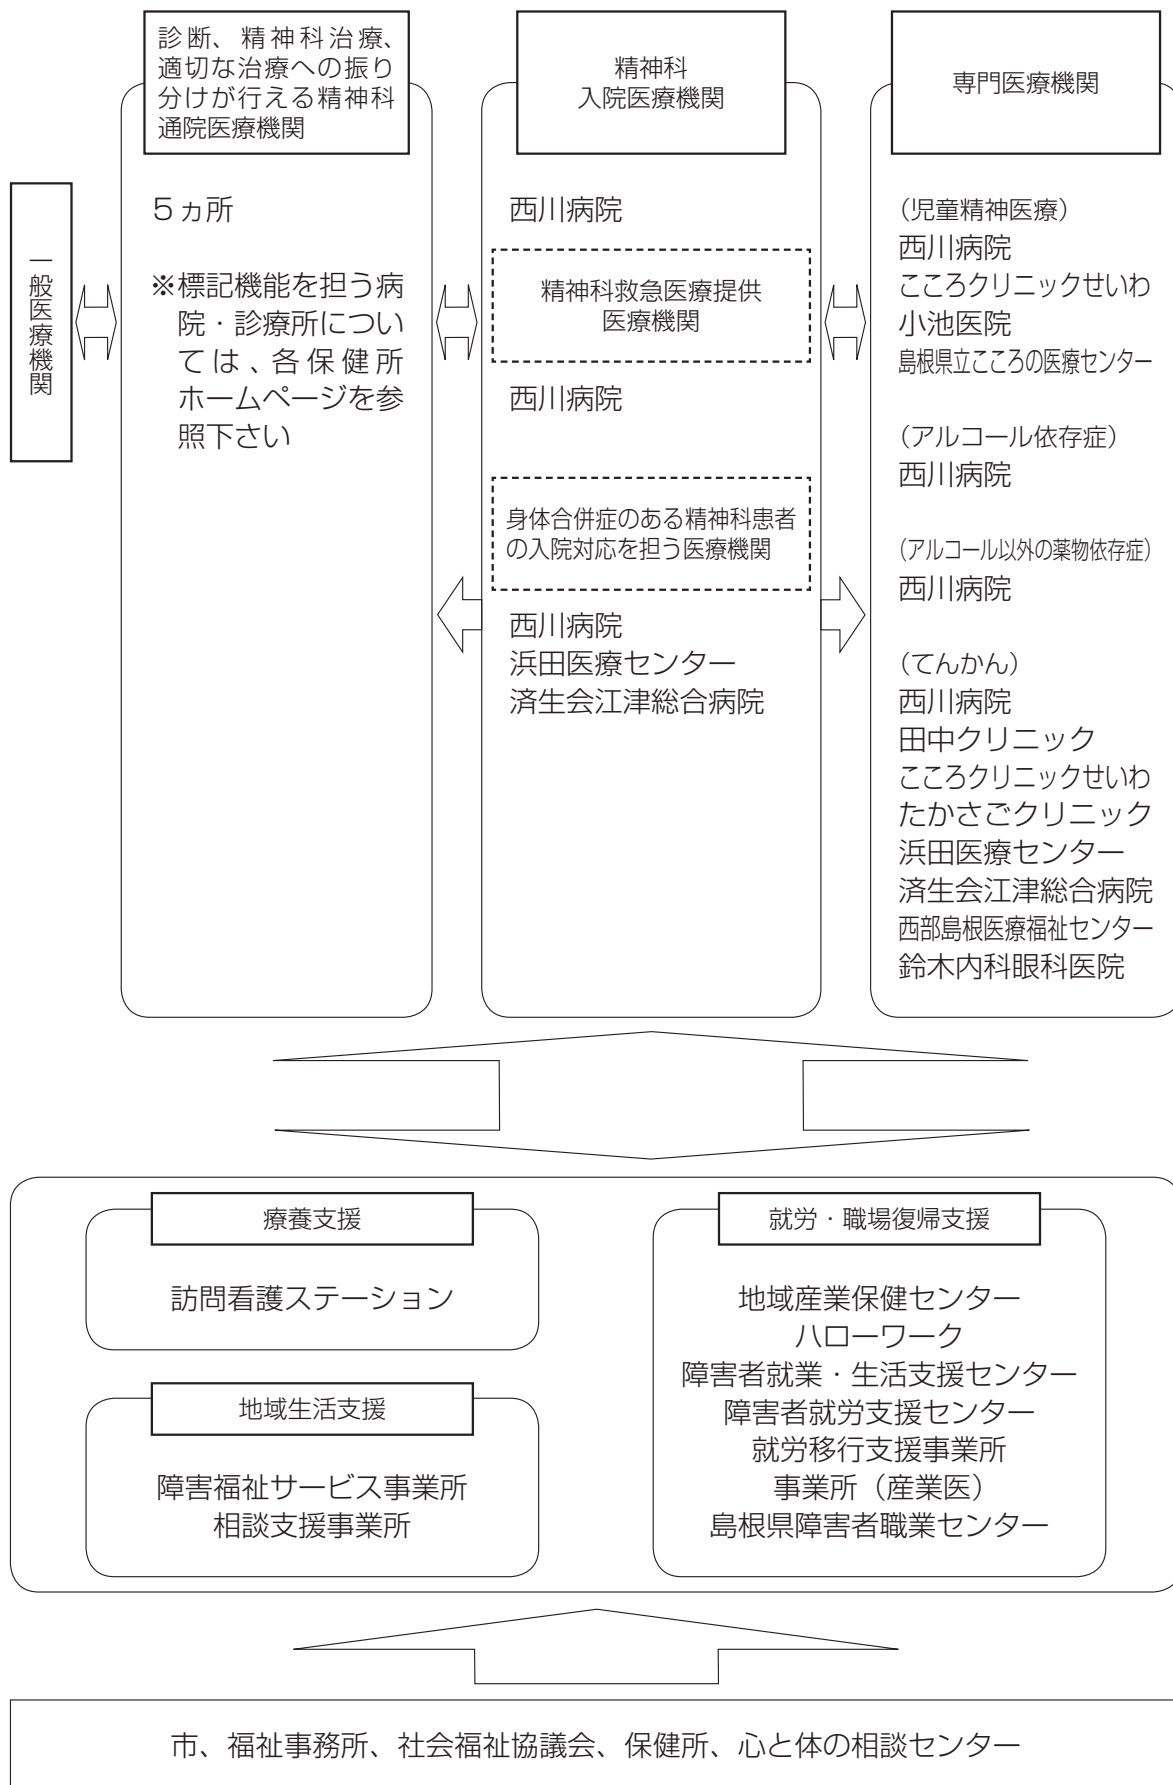 診断、精神科治療、
適切な治療への振り
分けが行える精神科
通院医療機関
精神科
入院医療機関
専門医療機関
一般医療機関
5ヵ所
※標記機能を担う病
院・診療所につい
ては、各保健所
ホームページを参
照下さい
西川病院
精神科救急医療提供
医療機関
西川病院
身体合併症のある精神科患者
の入院対応を担う医療機関
西川病院
浜田医療センター
済生会江津総合病院
(児童精神医療)
西川病院
こころクリニックせいわ
小池医院
島根県立こころの医療センター
(アルコール依存症)
西川病院
(アルコール以外の薬物依存症)
西川病院
(てんかん)
西川病院
田中クリニック
こころクリニックせいわ
たかさごクリニック
浜田医療センター
済生会江津総合病院
西部島根医療福祉センター
鈴木内科眼科医院
療養支援
訪問看護ステーション
地域生活支援
障害福祉サービス事業所
相談支援事業所
就労・職場復帰支援
地域産業保健センター
ハローワーク
障害者就業・生活支援センター
障害者就労支援センター
就労移行支援事業所
事業所（産業医）
島根県障害者職業センター
市、福祉事務所、社会福祉協議会、保健所、心と体の相談センター